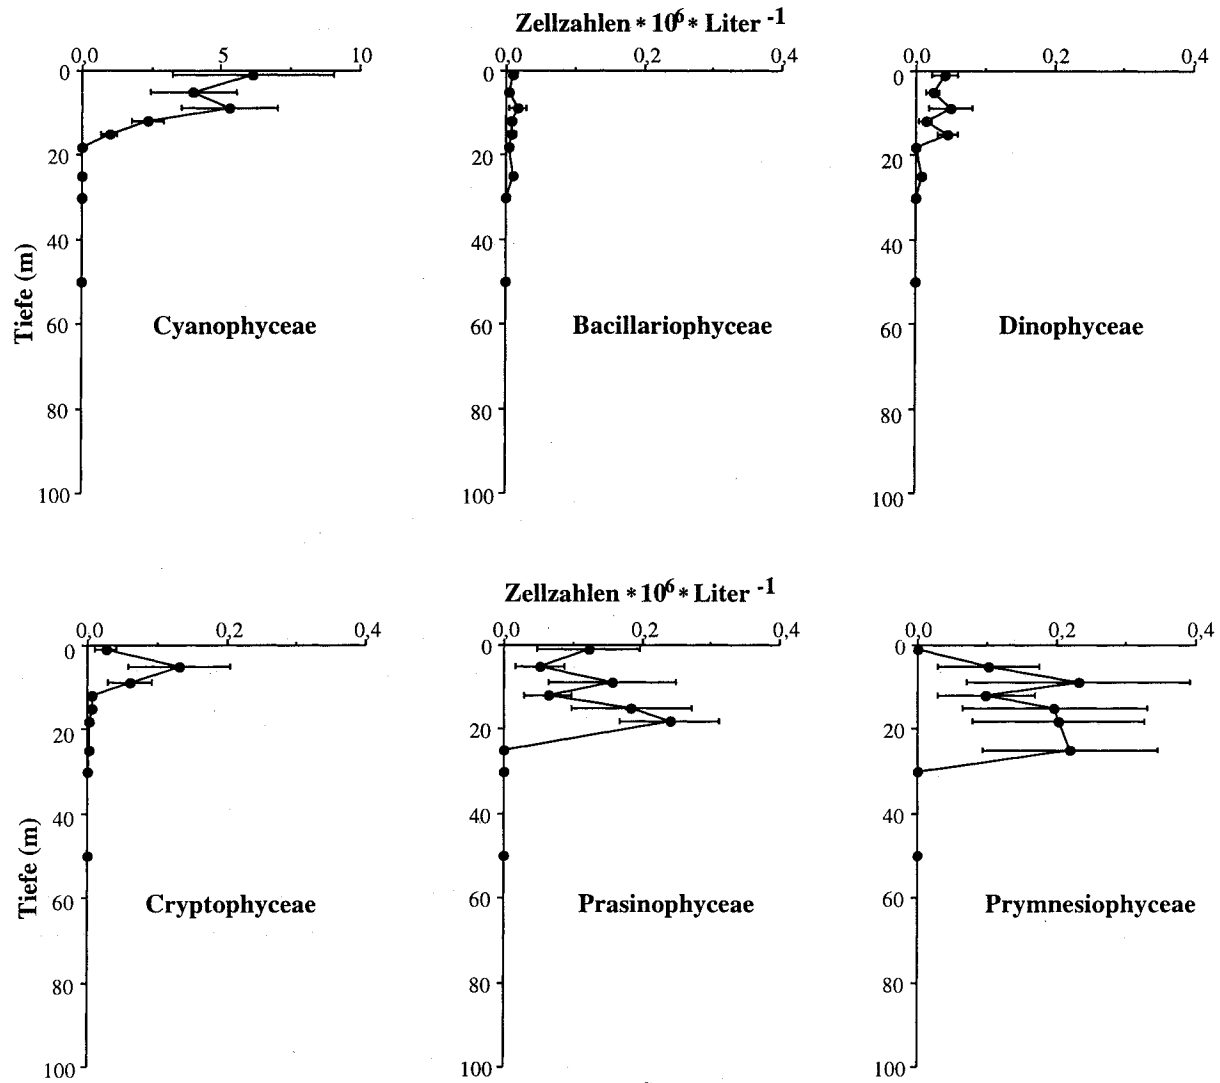 Zellzahlen * 10⁶ * Liter ⁻¹
0,0 5 10 0,0 0,2 0,4 0,0 0,2 0,4
0 0 0
20 20 20
40 40 40
Tiefe (m)
60 Cyanophyceae 60 Bacillariophyceae 60 Dinophyceae
80 80 80
100 100 100
Zellzahlen * 10⁶ * Liter ⁻¹
0,0 0,2 0,4 0,0 0,2 0,4 0,0 0,2 0,4
0 0 0
20 20 20
40 40 40
Tiefe (m)
60 Cryptophyceae 60 Prasinophyceae 60 Prymnesiophyceae
80 80 80
100 100 100